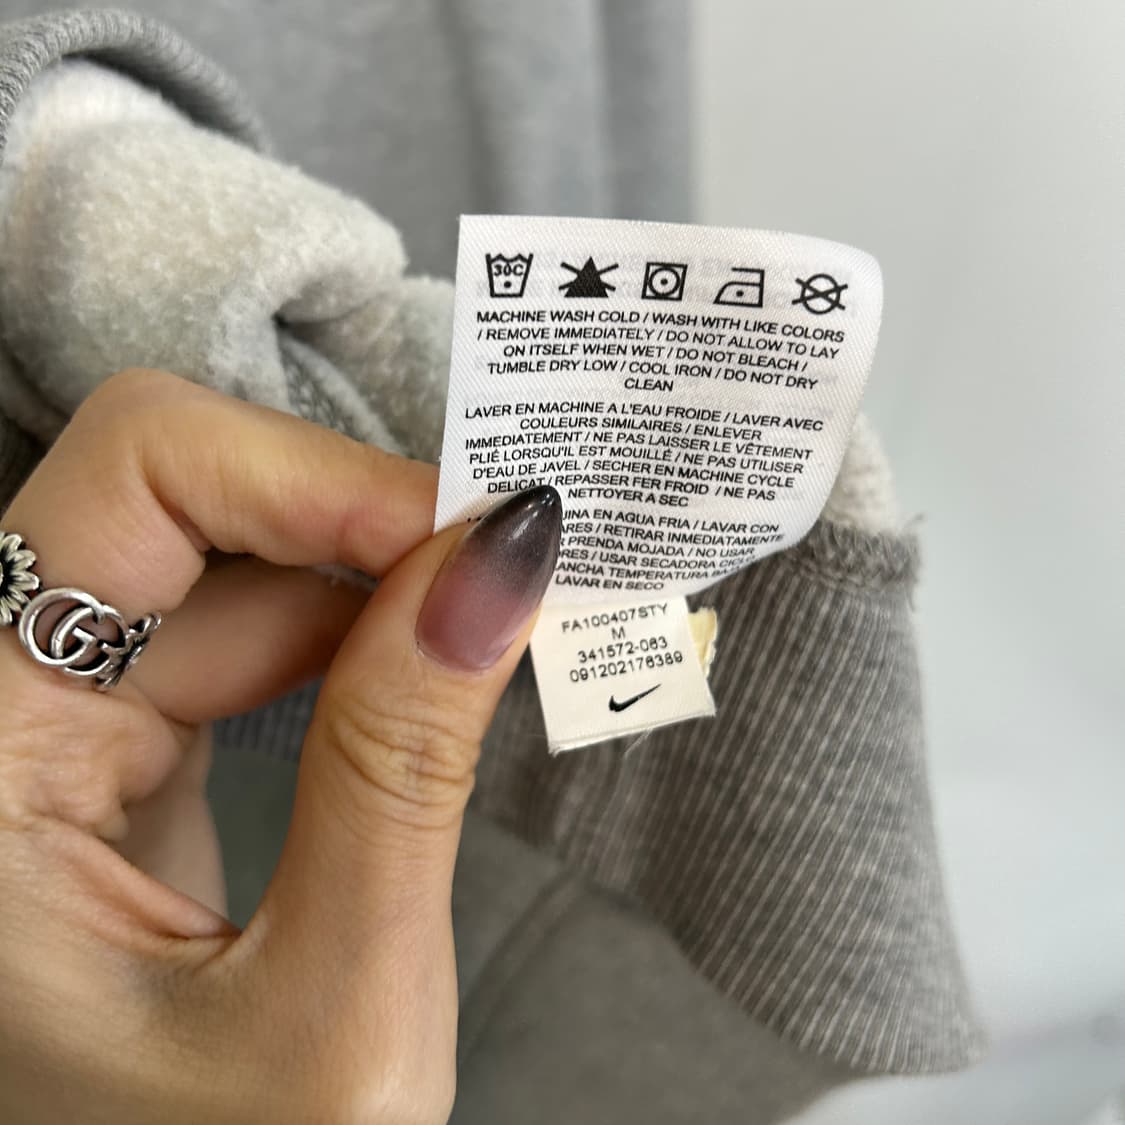 30C
MACHINE WASH COLD / WASH WITH LIKE COLORS
/ REMOVE IMMEDIATELY / DO NOT ALLOW TO LAY
ON ITSELF WHEN WET / DO NOT BLEACH /
TUMBLE DRY LOW / COOL IRON / DO NOT DRY
CLEAN
LAVER EN MACHINE A L'EAU FROIDE / LAVER AVEC
COULEURS SIMILAIRES / ENLEVER
IMMEDIATEMENT / NE PAS LAISSER LE VÊTEMENT
PLIÉ LORSQU'IL EST MOUILLÉ / NE PAS UTILISER
D'EAU DE JAVEL / SECHER EN MACHINE CYCLE
DELICAT / REPASSER FER FROID / NE PAS
NETTOYER A SEC
EN AGUA FRIA / LAVAR CON
/ RETIRAR INMEDIATAMENTE
PRENDA MOJADA / NO USAR
/ USAR SECADORA
TEMPERATURA
LAVAR EN SECO
FA100407STY
M
341572-063
091202176389